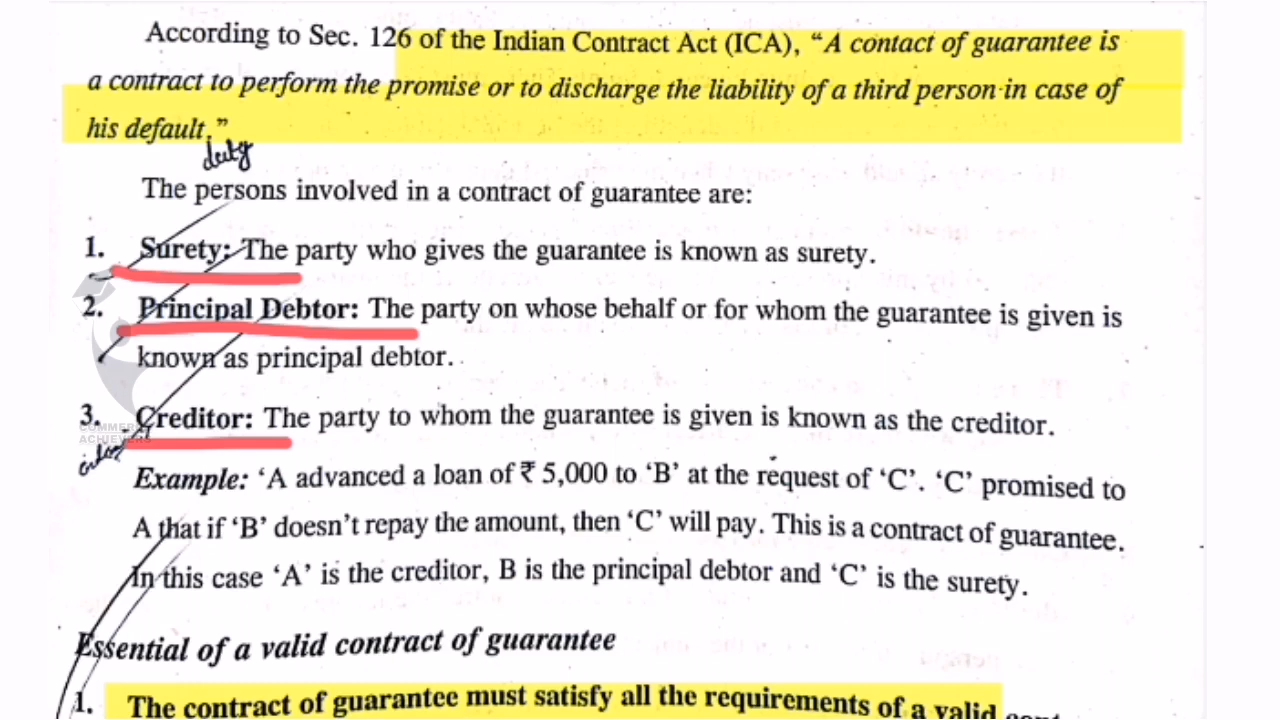 According to Sec. 126 of the Indian Contract Act (ICA), “A contact of guarantee is
a contract to perform the promise or to discharge the liability of a third person in case of
his default.”
duty
The persons involved in a contract of guarantee are:
1. Surety: The party who gives the guarantee is known as surety.
2. Principal Debtor: The party on whose behalf or for whom the guarantee is given is
known as principal debtor.
3. Creditor: The party to whom the guarantee is given is known as the creditor.
COMMERCE
ACHIEVERS
Example: ‘A advanced a loan of ₹ 5,000 to ‘B’ at the request of ‘C’. ‘C’ promised to
A that if ‘B’ doesn’t repay the amount, then ‘C’ will pay. This is a contract of guarantee.
In this case ‘A’ is the creditor, B is the principal debtor and ‘C’ is the surety.
Essential of a valid contract of guarantee
1. The contract of guarantee must satisfy all the requirements of a valid